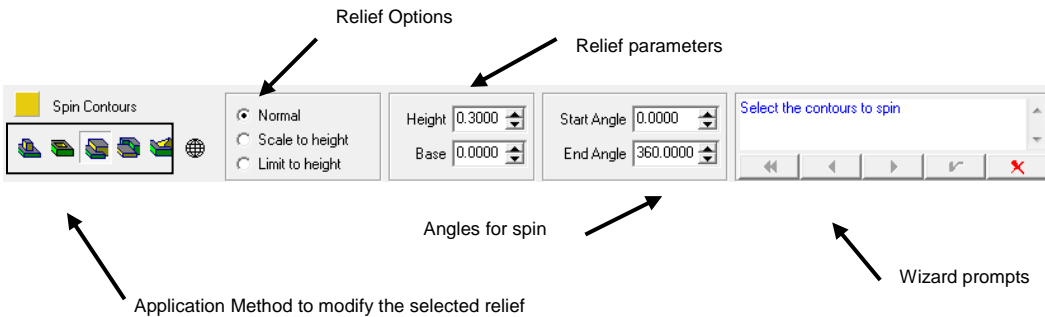 Relief Options
Relief parameters
Spin Contours
Normal
Scale to height
Limit to height
Height 0.3000
Base 0.0000
Start Angle 0.0000
End Angle 360.0000
Select the contours to spin
Angles for spin
Wizard prompts
Application Method to modify the selected relief